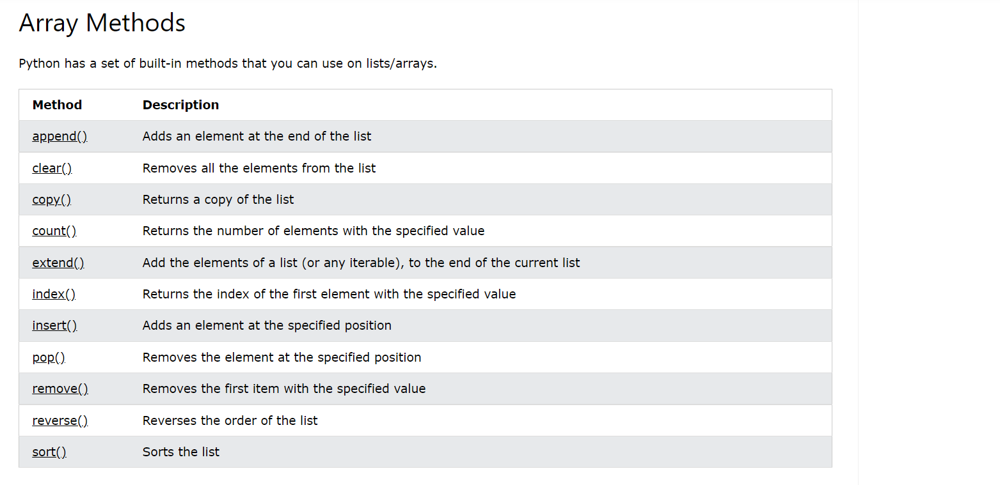 Array Methods
Python has a set of built-in methods that you can use on lists/arrays.
Method Description
append() Adds an element at the end of the list
clear() Removes all the elements from the list
copy() Returns a copy of the list
count() Returns the number of elements with the specified value
extend() Add the elements of a list (or any iterable), to the end of the current list
index() Returns the index of the first element with the specified value
insert() Adds an element at the specified position
pop() Removes the element at the specified position
remove() Removes the first item with the specified value
reverse() Reverses the order of the list
sort() Sorts the list